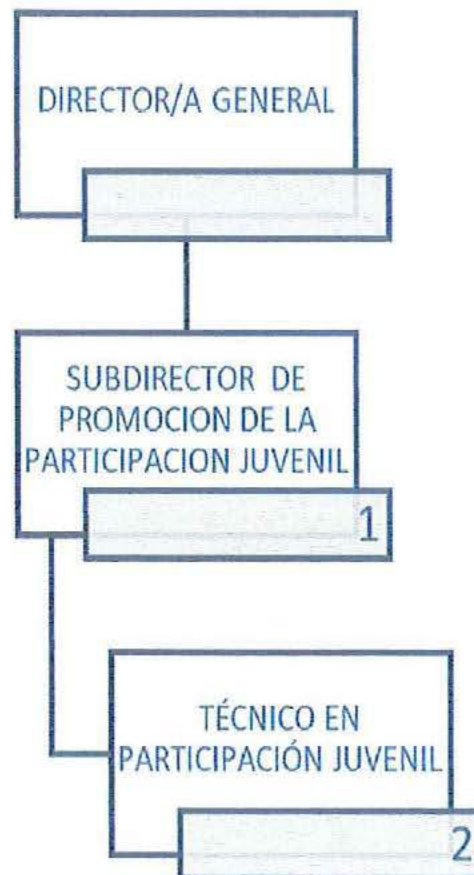 DIRECTOR/A GENERAL
SUBDIRECTOR DE
PROMOCION DE LA
PARTICIPACION JUVENIL
1
TÉCNICO EN
PARTICIPACIÓN JUVENIL
2